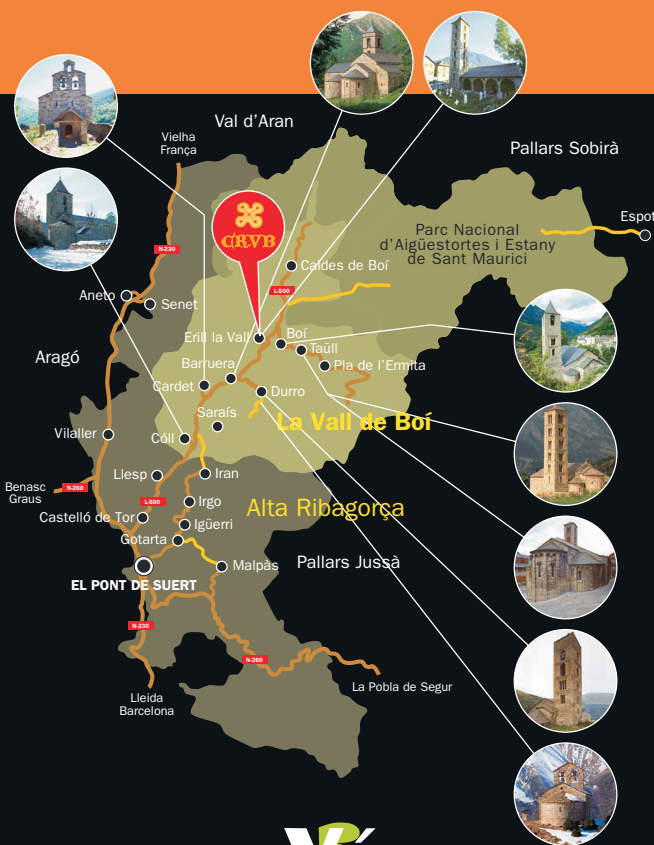 Val d'Aran
Vielha
França
Pallars Sobirà
Espot
Parc Nacional
d'Aigüestortes i Estany
de Sant Maurici
CRVB
N-230
Caldes de Boí
L-500
Aneto
Senet
Erill la Vall
Boí
Taüll
Aragó
Barruera
Pla de l'Ermita
Cardet
Durro
Saraís
La Vall de Boí
Vilaller
Cóll
Llesp
Iran
Benasc
Graus
N-260
L-500
Irgo
Alta Ribagorça
Castelló de Tor
Igüerri
Gotarta
Malpàs
Pallars Jussà
EL PONT DE SUERT
N-230
N-260
La Pobla de Segur
Lleida
Barcelona